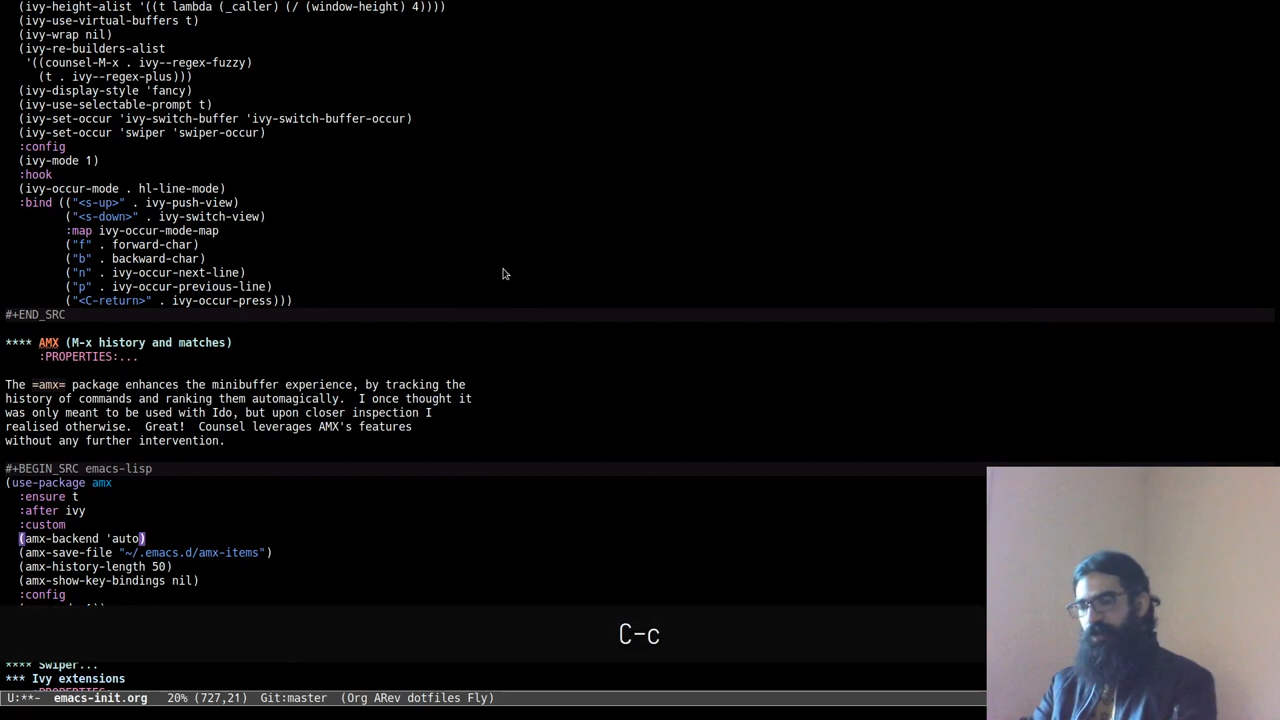 (ivy-height-alist '((t lambda (_caller) (/ (window-height) 4))))
(ivy-use-virtual-buffers t)
(ivy-wrap nil)
(ivy-re-builders-alist
'((counsel-M-x . ivy--regex-fuzzy)
(t . ivy--regex-plus)))
(ivy-display-style 'fancy)
(ivy-use-selectable-prompt t)
(ivy-set-occur 'ivy-switch-buffer 'ivy-switch-buffer-occur)
(ivy-set-occur 'swiper 'swiper-occur)
:config
(ivy-mode 1)
:hook
(ivy-occur-mode . hl-line-mode)
:bind (("<s-up>" . ivy-push-view)
("<s-down>" . ivy-switch-view)
:map ivy-occur-mode-map
("f" . forward-char)
("b" . backward-char)
("n" . ivy-occur-next-line)
("p" . ivy-occur-previous-line)
("<C-return>" . ivy-occur-press)))
#+END_SRC
**** AMX (M-x history and matches)
:PROPERTIES:...
The =amx= package enhances the minibuffer experience, by tracking the
history of commands and ranking them automagically.  I once thought it
was only meant to be used with Ido, but upon closer inspection I
realised otherwise.  Great!  Counsel leverages AMX's features
without any further intervention.
#+BEGIN_SRC emacs-lisp
(use-package amx
:ensure t
:after ivy
:custom
(amx-backend 'auto)
(amx-save-file "~/.emacs.d/amx-items")
(amx-history-length 50)
(amx-show-key-bindings nil)
:config
C-c
**** Swiper...
*** Ivy extensions
:PROPERTIES:
U:**-  emacs-init.org   20% (727,21)   Git:master  (Org ARev dotfiles Fly)